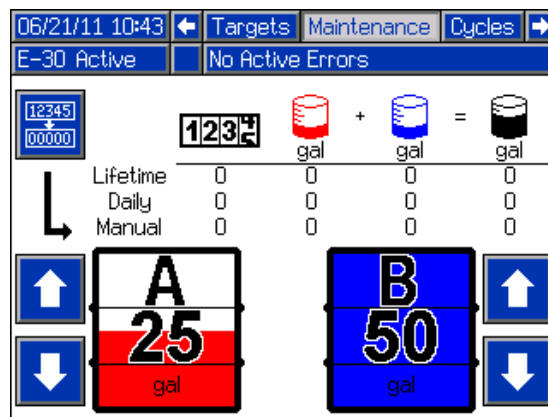 06/21/11 10:43 Targets Maintenance Cycles
E-30 Active No Active Errors
12345
00000
1234 + =
5
gal gal gal
Lifetime 0 0 0 0
Daily 0 0 0 0
Manual 0 0 0 0
A B
25 50
gal gal